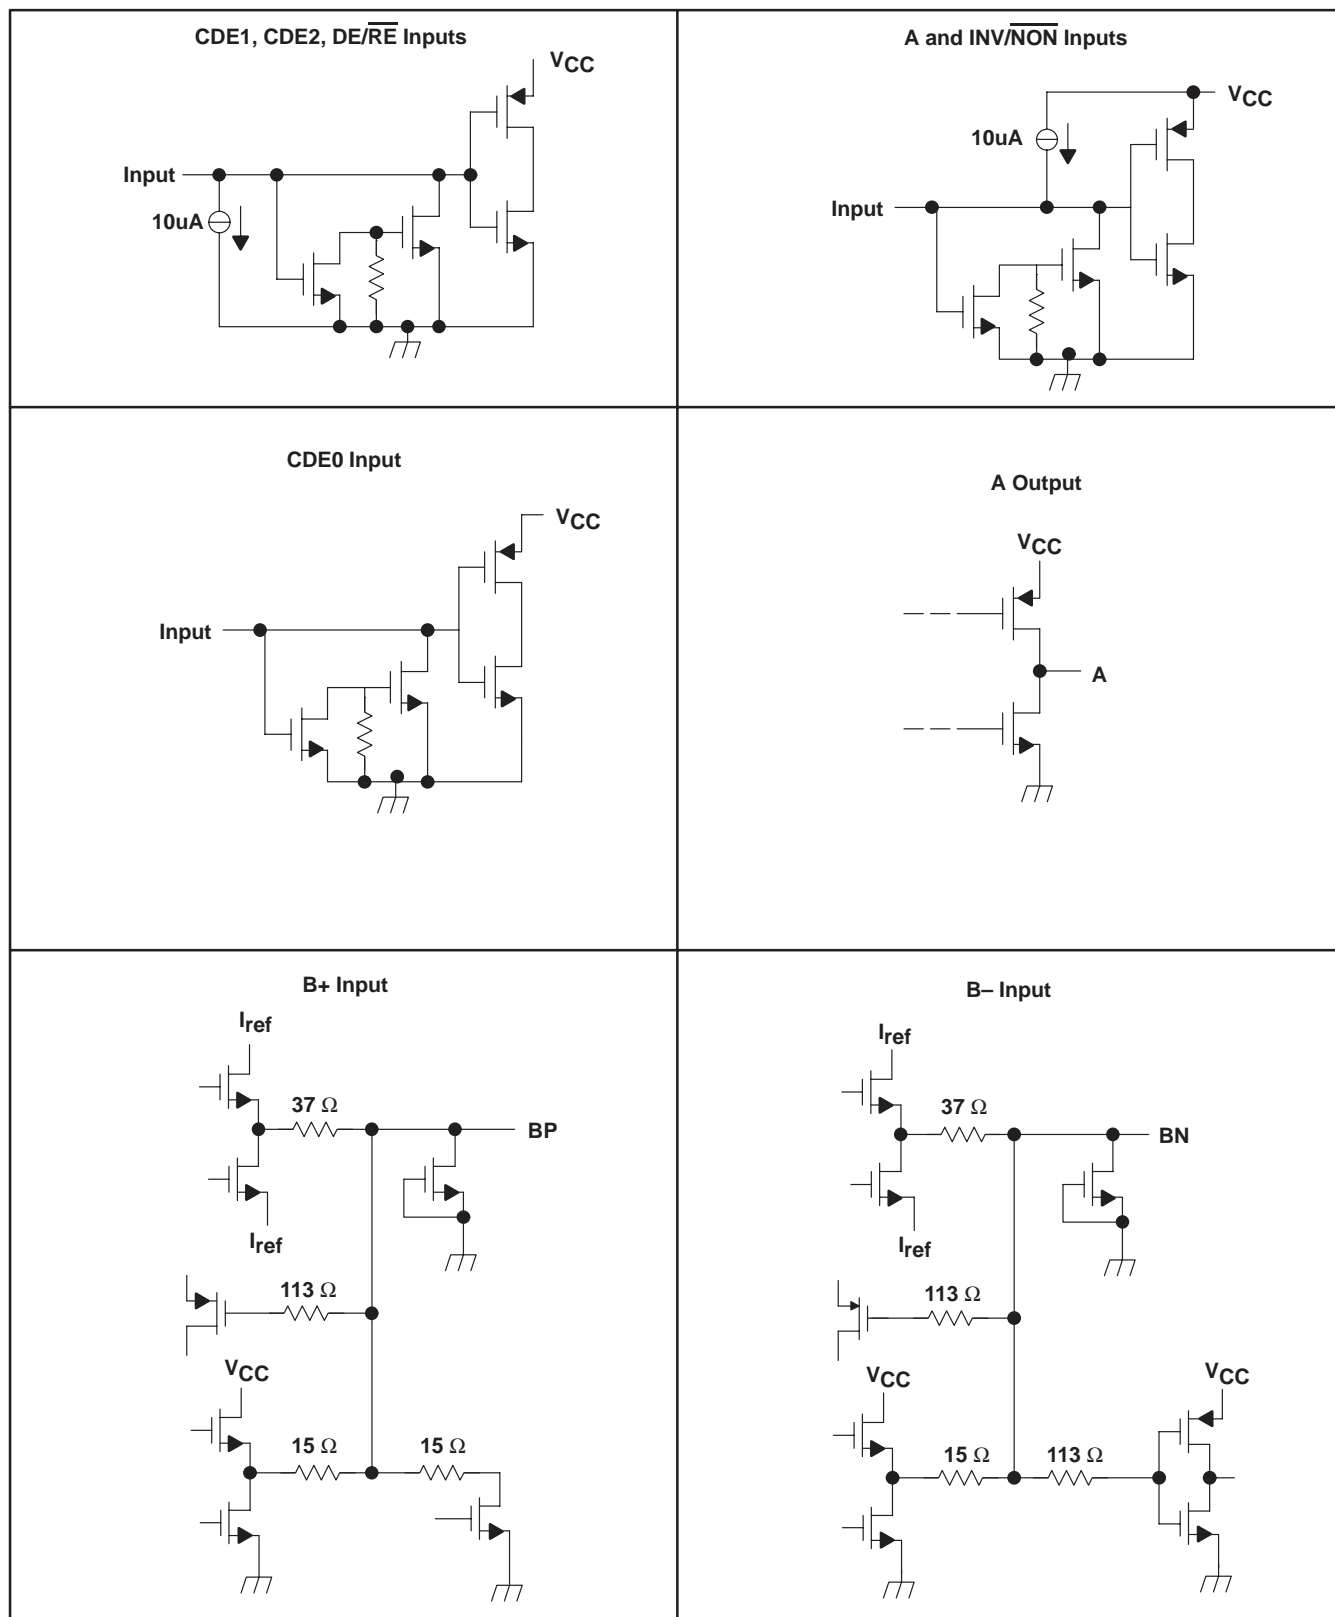 CDE1, CDE2, DE/R̅E̅ Inputs
VCC
Input
10uA
A and INV/N̅O̅N̅ Inputs
VCC
10uA
Input
CDE0 Input
VCC
Input
A Output
VCC
A
B+ Input
Iref
37 Ω
BP
Iref
113 Ω
VCC
15 Ω
15 Ω
B– Input
Iref
37 Ω
BN
Iref
113 Ω
VCC
VCC
15 Ω
113 Ω